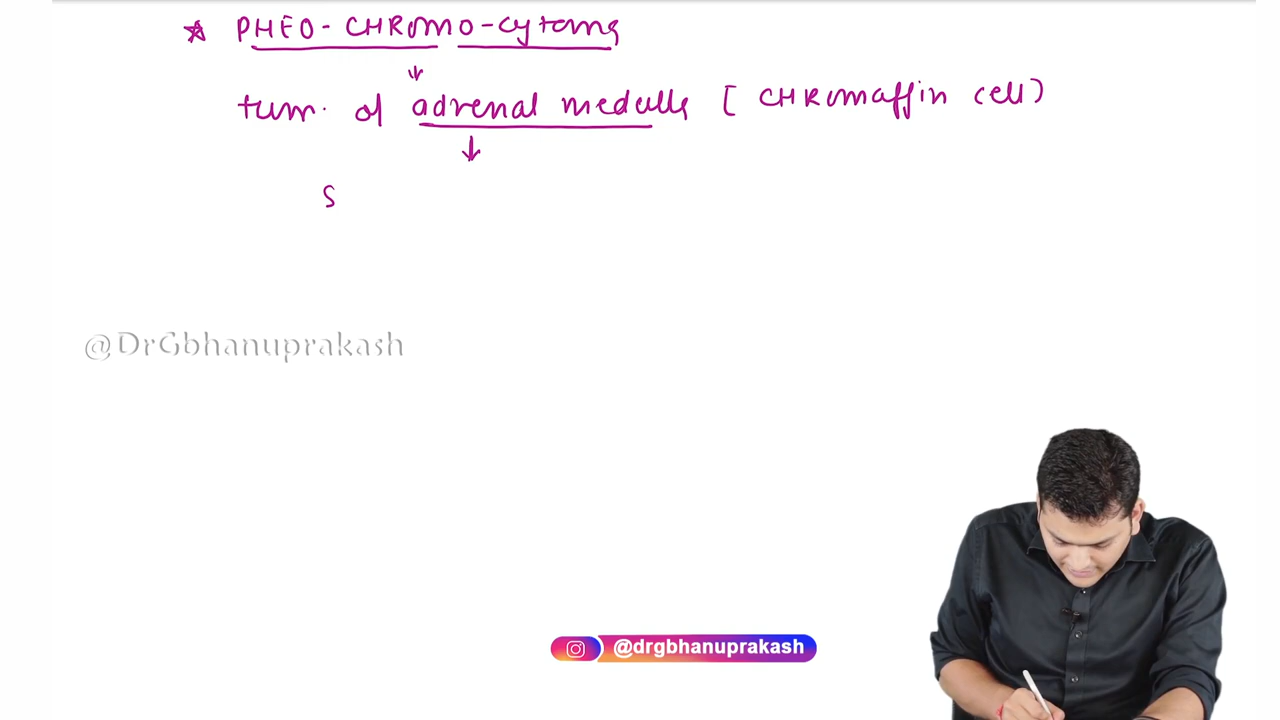 ☆ PHEO-CHROMO-cytoma
tum. of adrenal medulla [CHROMaffin cell)
S
@DrGbhanuprakash
@drgbhanuprakash